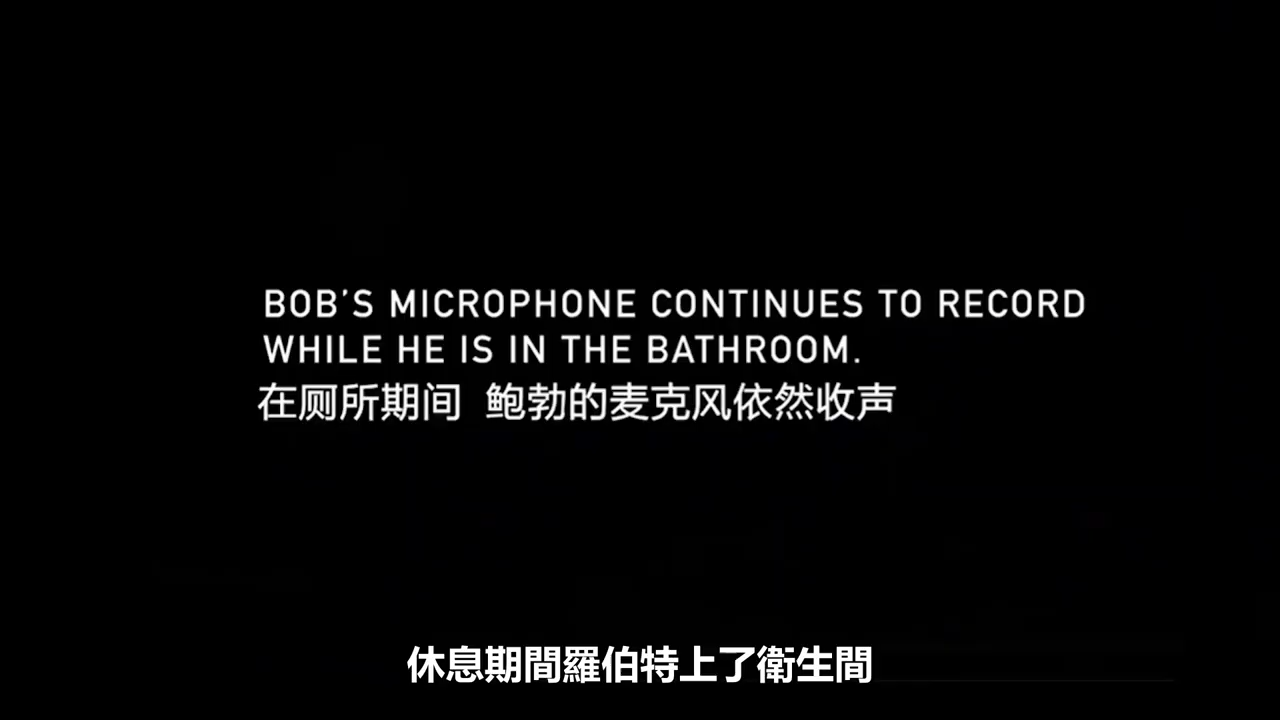 BOB'S MICROPHONE CONTINUES TO RECORD
WHILE HE IS IN THE BATHROOM.
在厕所期间 鲍勃的麦克风依然收声
休息期間羅伯特上了衛生間